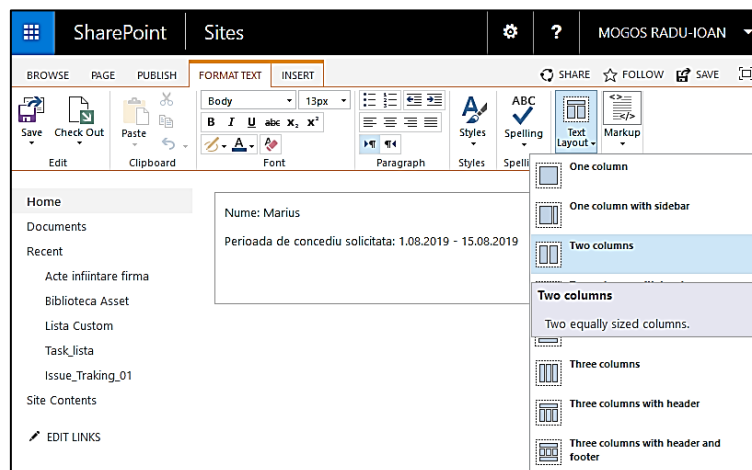 SharePoint Sites ? MOGOS RADU-IOAN
BROWSE PAGE PUBLISH FORMAT TEXT INSERT SHARE FOLLOW SAVE
Body 13px
Save Check Out Paste B I U abc X₂ X² Styles ABC Spelling Text Layout Markup
A
Edit Clipboard Font Paragraph Styles Spelli
Home
Documents
Recent
Acte infiintare firma
Biblioteca Asset
Lista Custom
Task_lista
Issue_Traking_01
Site Contents
EDIT LINKS
Nume: Marius
Perioada de concediu solicitata: 1.08.2019 - 15.08.2019
One column
One column with sidebar
Two columns
Two columns
Two equally sized columns.
Three columns
Three columns with header
Three columns with header and
footer